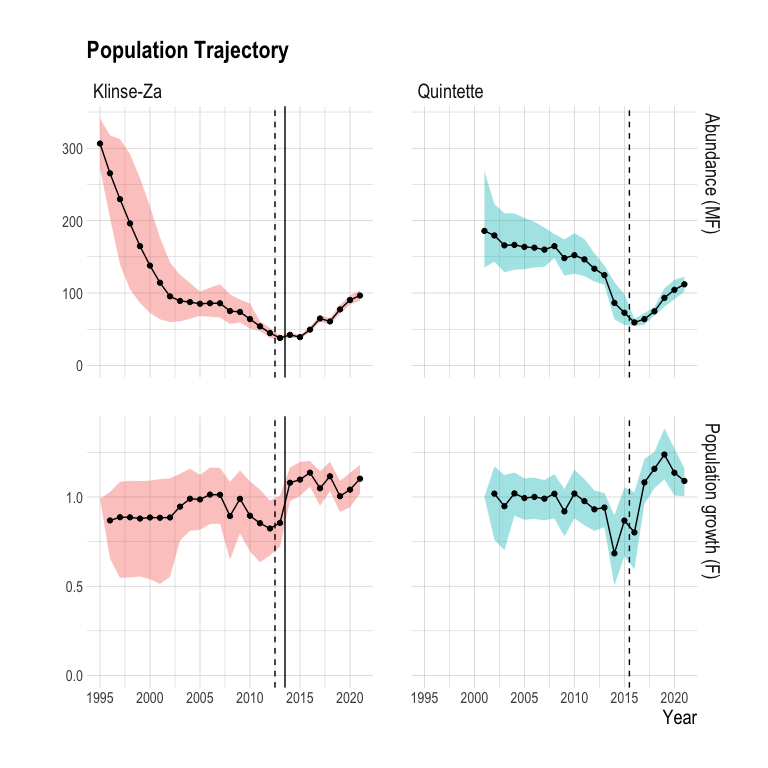 Population Trajectory
Klinse-Za
Quintette
300
200
100
0
Abundance (MF)
1.0
0.5
0.0
Population growth (F)
1995 2000 2005 2010 2015 2020
1995 2000 2005 2010 2015 2020
Year